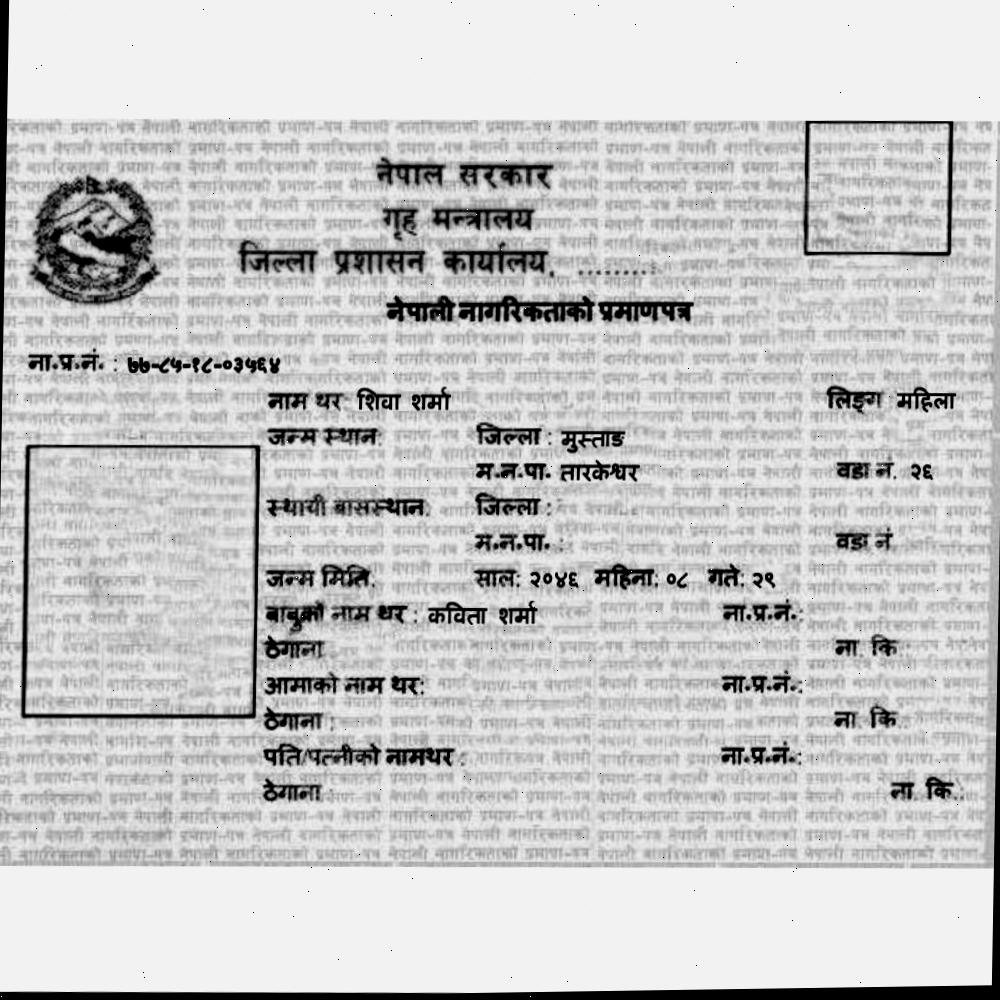 नेपाल सरकार
गृह मन्त्रालय
जिल्ला प्रशासन कार्यालय, .........
नेपाली नागरिकताको प्रमाणपत्र
ना.प्र.नं. : ७७-८५-१८-०३५६४
नाम थर: शिवा शर्मा लिङ्ग: महिला
जन्म स्थान: जिल्ला : मुस्ताङ
म.न.पा. तारकेश्वर वडा नं. २६
स्थायी बासस्थान: जिल्ला :
म.न.पा. : वडा नं
जन्म मिति: साल: २०४६ महिना: ०८ गते: २९
बाबुको नाम थर : कविता शर्मा ना.प्र.नं.:
ठेगाना ना. कि.:
आमाको नाम थर: ना.प्र.नं.:
ठेगाना : ना. कि.:
पति/पत्नीको नामथर : ना.प्र.नं.:
ठेगाना ना. कि.: